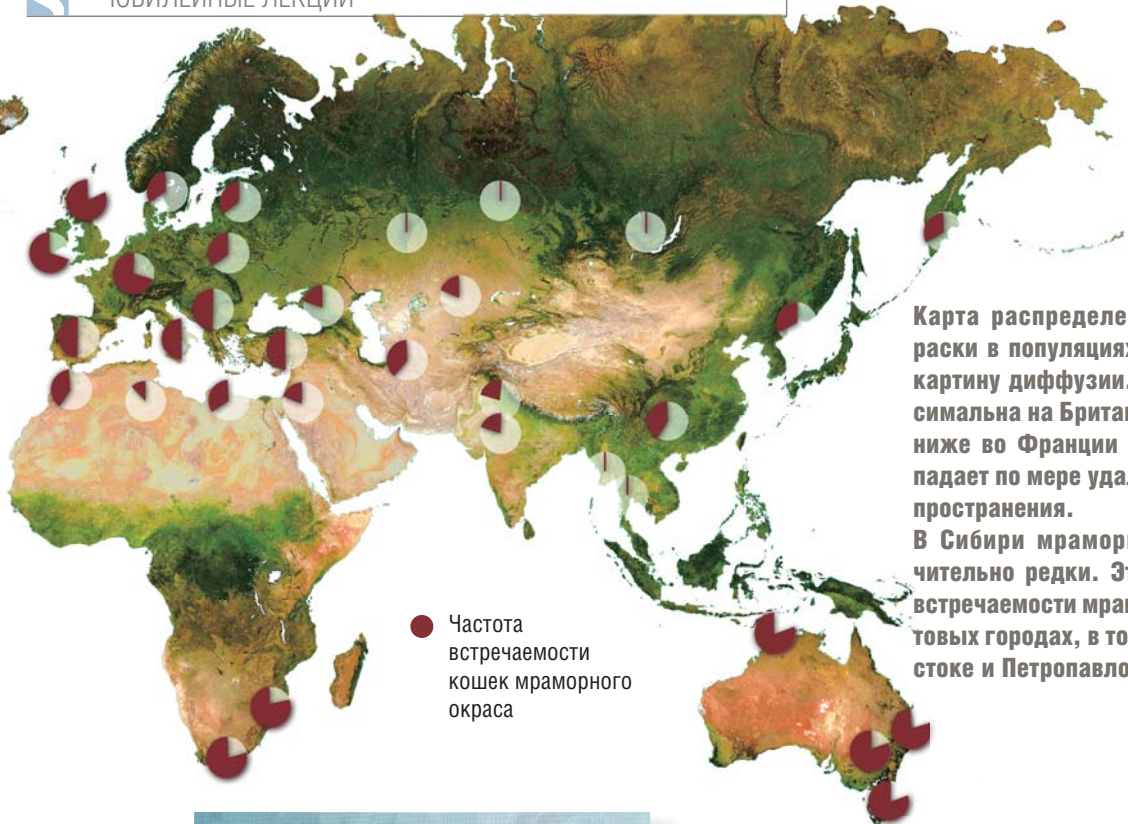 ЮБИЛЕЙНЫЕ ЛЕКЦИИ
Карта распределе
раски в популяциях
картину диффузии.
симальна на Британ
ниже во Франции
падает по мере удал
пространения.
В Сибири мраморн
чительно редки. Эт
встречаемости мрам
товых городах, в то
стоке и Петропавло
Частота
встречаемости
кошек мраморного
окраса